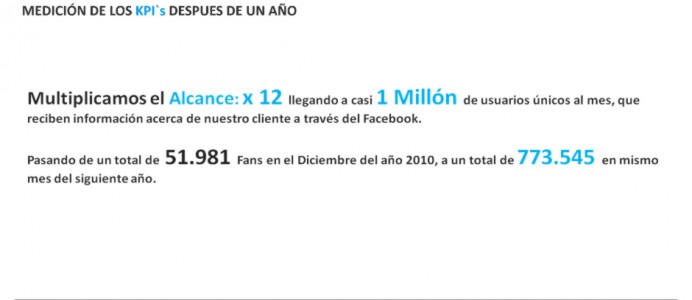 MEDICIÓN DE LOS KPI`s DESPUES DE UN AÑO
Multiplicamos el Alcance: x 12 llegando a casi 1 Millón de usuarios únicos al mes, que
reciben información acerca de nuestro cliente a través del Facebook.
Pasando de un total de 51.981 Fans en el Diciembre del año 2010, a un total de 773.545 en mismo
mes del siguiente año.